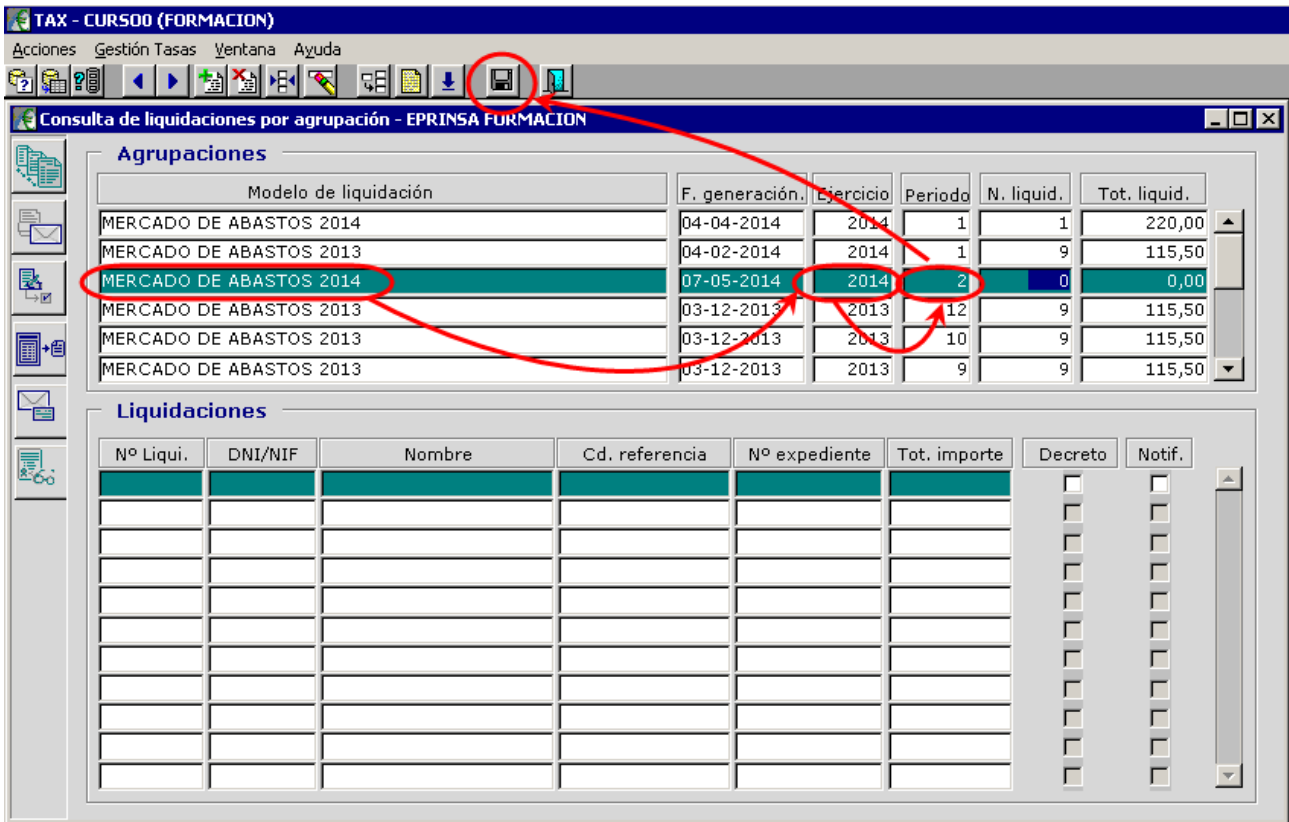 TAX - CURSO0 (FORMACION)
Acciones Gestión Tasas Ventana Ayuda
Consulta de liquidaciones por agrupación - EPRINSA FORMACION
Agrupaciones
Modelo de liquidación F. generación. Ejercicio Periodo N. liquid. Tot. liquid.
MERCADO DE ABASTOS 2014 04-04-2014 2014 1 1 220,00
MERCADO DE ABASTOS 2013 04-02-2014 2014 1 9 115,50
MERCADO DE ABASTOS 2014 07-05-2014 2014 2 0 0,00
MERCADO DE ABASTOS 2013 03-12-2013 2013 12 9 115,50
MERCADO DE ABASTOS 2013 03-12-2013 2013 10 9 115,50
MERCADO DE ABASTOS 2013 03-12-2013 2013 9 9 115,50
Liquidaciones
Nº Liqui. DNI/NIF Nombre Cd. referencia Nº expediente Tot. importe Decreto Notif.